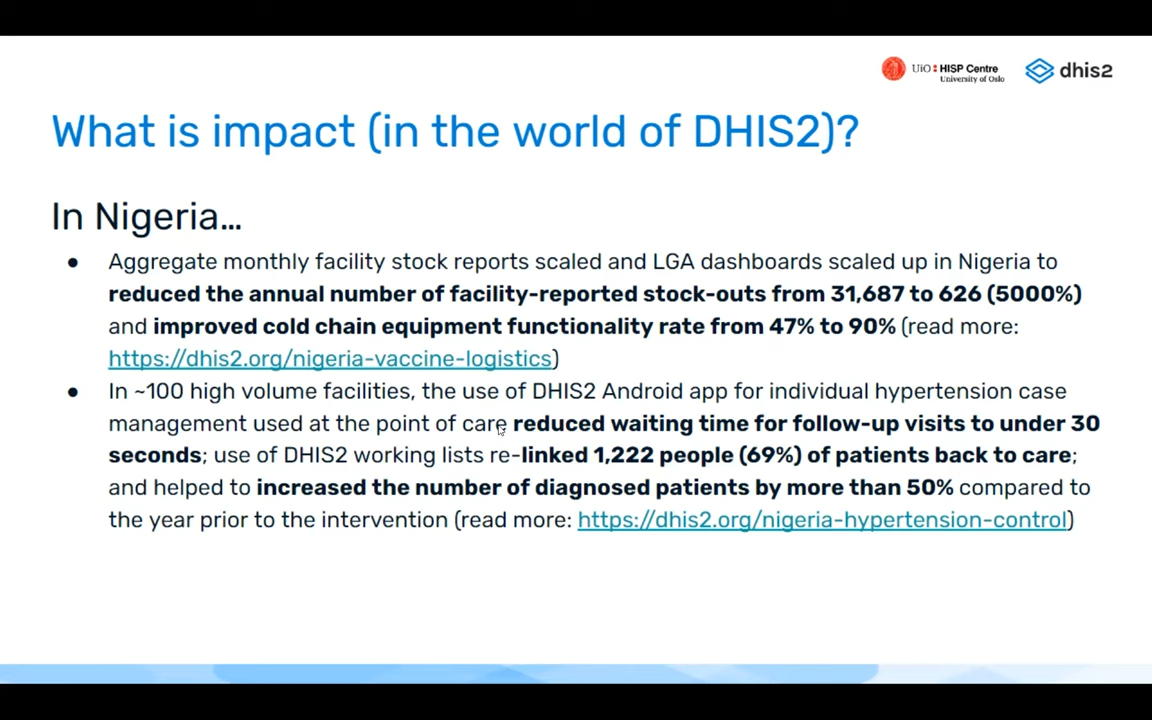 UiO HISP Centre
University of Oslo
dhis2
What is impact (in the world of DHIS2)?
In Nigeria...
● Aggregate monthly facility stock reports scaled and LGA dashboards scaled up in Nigeria to
reduced the annual number of facility-reported stock-outs from 31,687 to 626 (5000%)
and improved cold chain equipment functionality rate from 47% to 90% (read more:
https://dhis2.org/nigeria-vaccine-logistics)
● In ~100 high volume facilities, the use of DHIS2 Android app for individual hypertension case
management used at the point of care reduced waiting time for follow-up visits to under 30
seconds; use of DHIS2 working lists re-linked 1,222 people (69%) of patients back to care;
and helped to increased the number of diagnosed patients by more than 50% compared to
the year prior to the intervention (read more: https://dhis2.org/nigeria-hypertension-control)